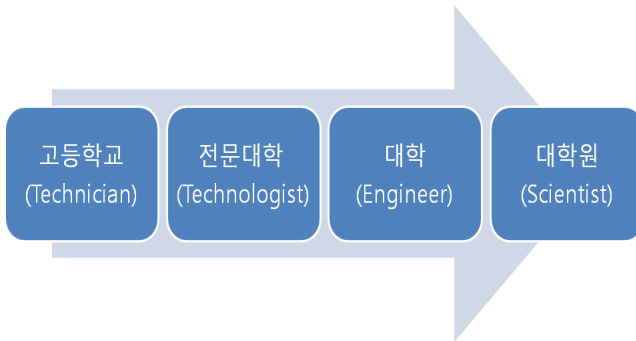 고등학교
(Technician)
전문대학
(Technologist)
대학
(Engineer)
대학원
(Scientist)